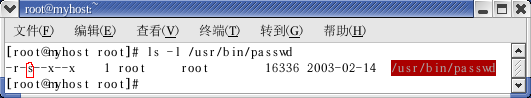 root@myhost:~
文件(F) 编辑(E) 查看(V) 终端(T) 转到(G) 帮助(H)
[root@myhost root]# ls -l /usr/bin/passwd
-r-s--x--x 1 root root 16336 2003-02-14 /usr/bin/passwd
[root@myhost root]#